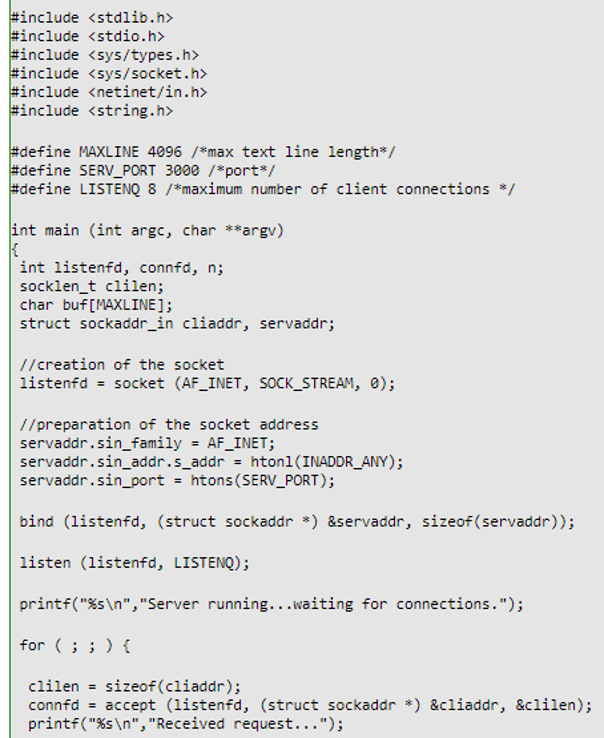 #include <stdlib.h>
#include <stdio.h>
#include <sys/types.h>
#include <sys/socket.h>
#include <netinet/in.h>
#include <string.h>
#define MAXLINE 4096 /*max text line length*/
#define SERV_PORT 3000 /*port*/
#define LISTENQ 8 /*maximum number of client connections */
int main (int argc, char **argv)
{
int listenfd, connfd, n;
socklen_t clilen;
char buf[MAXLINE];
struct sockaddr_in cliaddr, servaddr;
//creation of the socket
listenfd = socket (AF_INET, SOCK_STREAM, 0);
//preparation of the socket address
servaddr.sin_family = AF_INET;
servaddr.sin_addr.s_addr = htonl(INADDR_ANY);
servaddr.sin_port = htons(SERV_PORT);
bind (listenfd, (struct sockaddr *) &servaddr, sizeof(servaddr));
listen (listenfd, LISTENQ);
printf("%s\n","Server running...waiting for connections.");
for ( ; ; ) {
clilen = sizeof(cliaddr);
connfd = accept (listenfd, (struct sockaddr *) &cliaddr, &clilen);
printf("%s\n","Received request...");